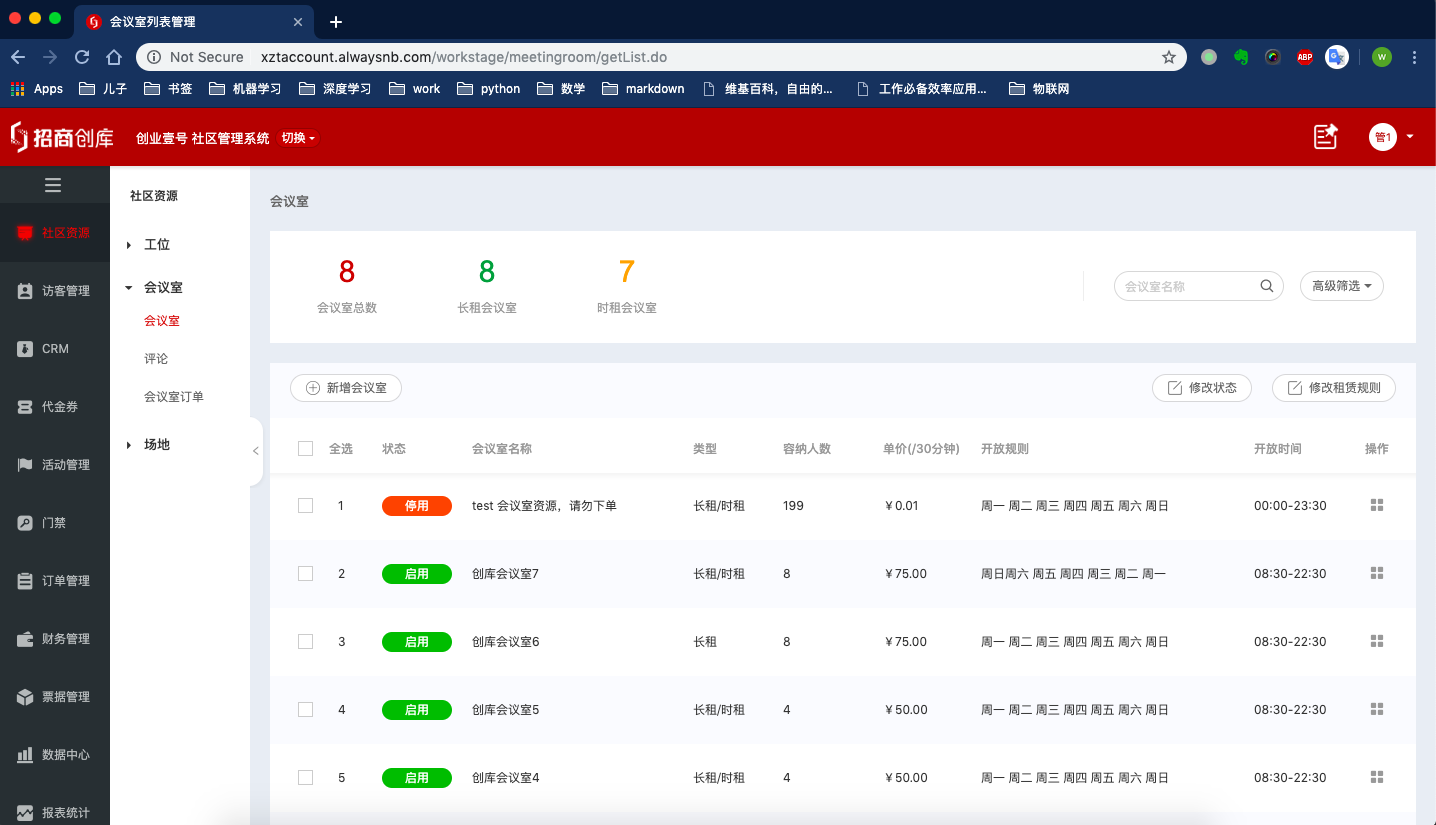 会议室列表管理
Not Secure xztaccount.alwaysnb.com/workstage/meetingroom/getList.do
ABP
W
Apps 儿子 书签 机器学习 深度学习 work python 数学 markdown 维基百科，自由的... 工作必备效率应用... 物联网
招商创库 创业壹号 社区管理系统 切换 管1
社区资源
访客管理
CRM
代金券
活动管理
门禁
订单管理
财务管理
票据管理
数据中心
报表统计
社区资源
工位
会议室
会议室
评论
会议室订单
场地
会议室
8 8 7
会议室总数 长租会议室 时租会议室
会议室名称 高级筛选
新增会议室 修改状态 修改租赁规则
全选 状态 会议室名称 类型 容纳人数 单价(/30分钟) 开放规则 开放时间 操作
1 停用 test 会议室资源，请勿下单 长租/时租 199 ￥0.01 周一 周二 周三 周四 周五 周六 周日 00:00-23:30
2 启用 创库会议室7 长租/时租 8 ￥75.00 周日周六 周五 周四 周三 周二 周一 08:30-22:30
3 启用 创库会议室6 长租 8 ￥75.00 周一 周二 周三 周四 周五 周六 周日 08:30-22:30
4 启用 创库会议室5 长租/时租 4 ￥50.00 周一 周二 周三 周四 周五 周六 周日 08:30-22:30
5 启用 创库会议室4 长租/时租 4 ￥50.00 周一 周二 周三 周四 周五 周六 周日 08:30-22:30